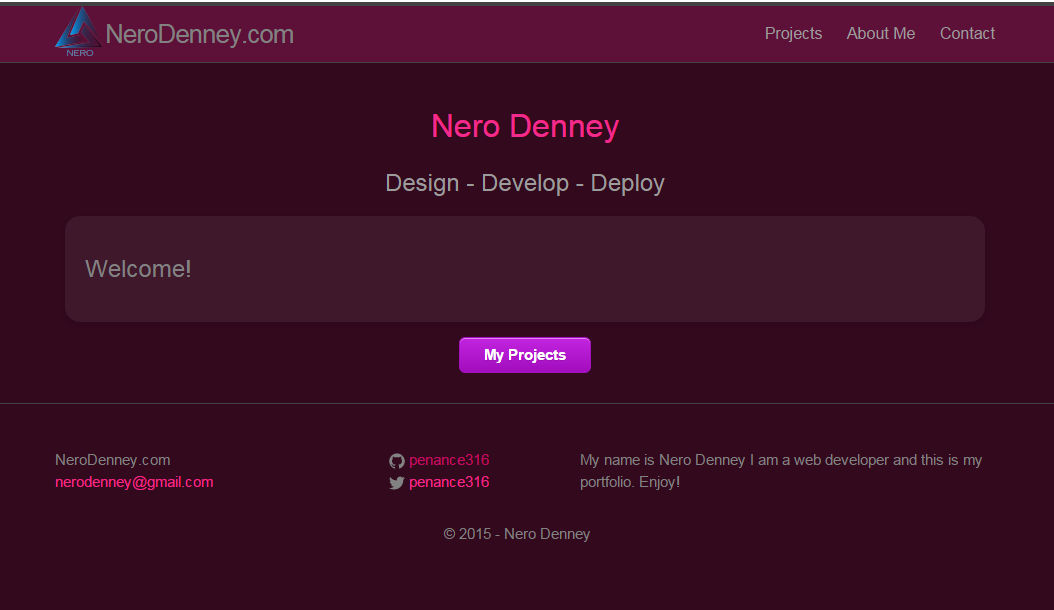 NERO
NeroDenney.com
Projects
About Me
Contact
Nero Denney
Design - Develop - Deploy
Welcome!
My Projects
NeroDenney.com
nerodenney@gmail.com
penance316
penance316
My name is Nero Denney I am a web developer and this is my
portfolio. Enjoy!
© 2015 - Nero Denney